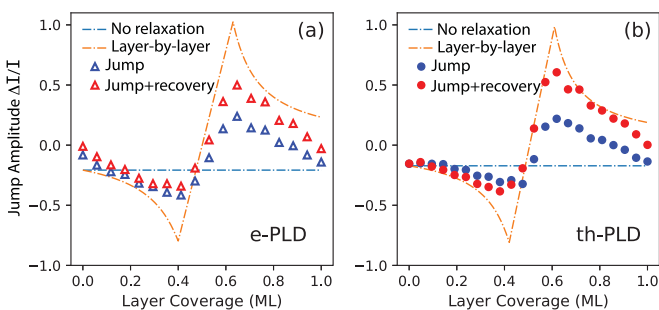 No relaxation
Layer-by-layer
Jump
Jump+recovery
(a)
e-PLD
Jump Amplitude ΔI/I
1.0
0.5
0.0
−0.5
−1.0
0.0 0.2 0.4 0.6 0.8 1.0
Layer Coverage (ML)
No relaxation
Layer-by-layer
Jump
Jump+recovery
(b)
th-PLD
1.0
0.5
0.0
−0.5
−1.0
0.0 0.2 0.4 0.6 0.8 1.0
Layer Coverage (ML)